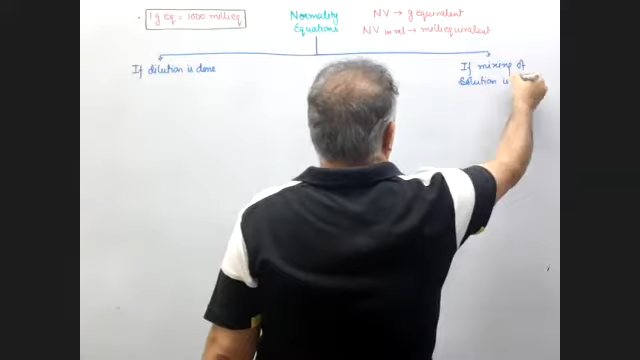 1 g eq = 1000 millieq
Normality
Equations
NV → g equivalent
NV in ml → milliequivalent
If dilution is done
If mixing of
Solution is